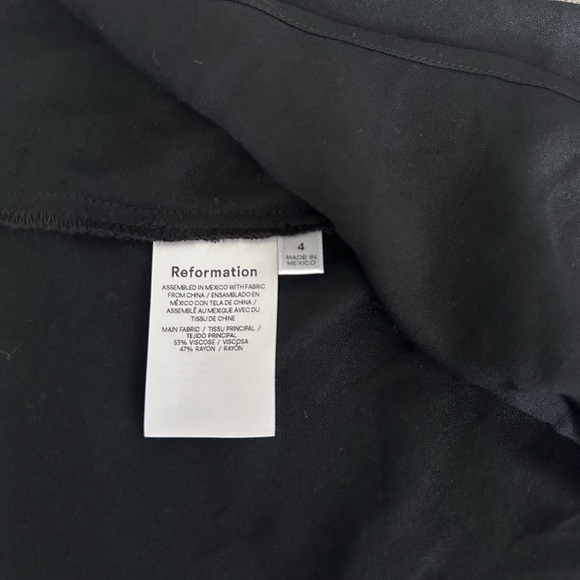 Reformation
ASSEMBLED IN MEXICO WITH FABRIC
FROM CHINA / ENSAMBLADO EN
MÉXICO CON TELA DE CHINA /
ASSEMBLÉ AU MEXIQUE AVEC DU
TISSU DE CHINE
MAIN FABRIC / TISSU PRINCIPAL /
TEJIDO PRINCIPAL
53% VISCOSE / VISCOSA
47% RAYON / RAYÓN
4
MADE IN
MEXICO